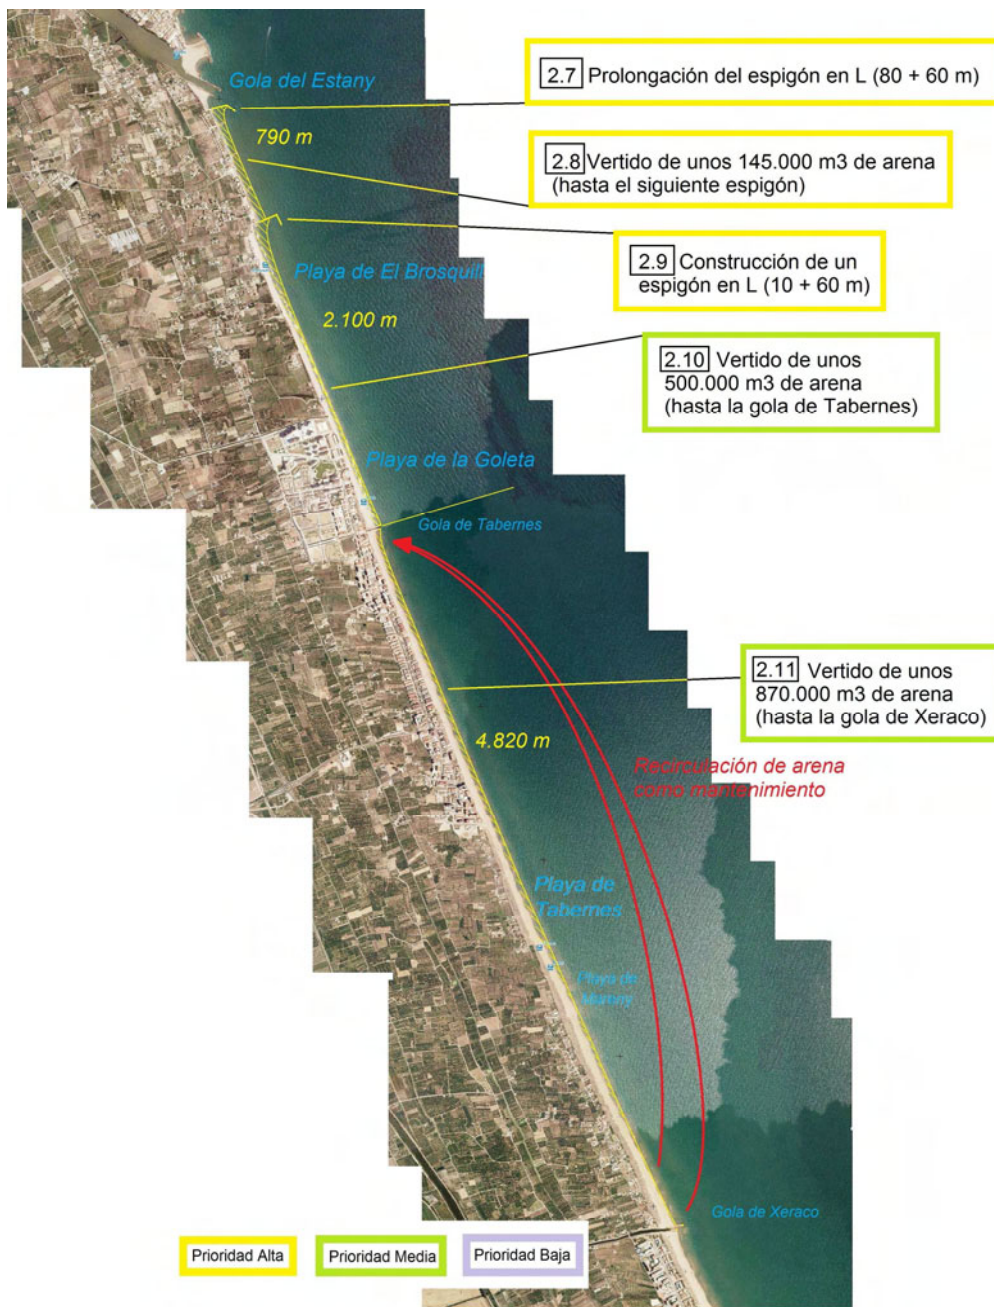 Gola del Estany
790 m
2.7 Prolongación del espigón en L (80 + 60 m)
2.8 Vertido de unos 145.000 m3 de arena
(hasta el siguiente espigón)
2.9 Construcción de un
espigón en L (10 + 60 m)
Playa de El Brosquill
2.100 m
2.10 Vertido de unos
500.000 m3 de arena
(hasta la gola de Tabernes)
Playa de la Goleta
Gola de Tabernes
2.11 Vertido de unos
870.000 m3 de arena
(hasta la gola de Xeraco)
4.820 m
Recirculación de arena
como mantenimiento
Playa de
Tabernes
Playa de
Gola de Xeraco
Prioridad Alta
Prioridad Media
Prioridad Baja